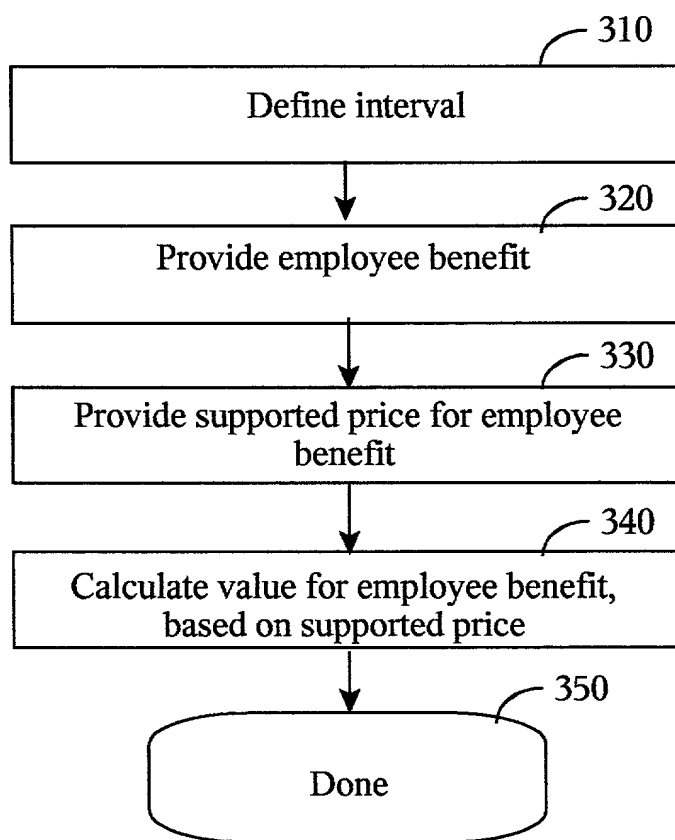 310
Define interval
320
Provide employee benefit
330
Provide supported price for employee
benefit
340
Calculate value for employee benefit,
based on supported price
350
Done